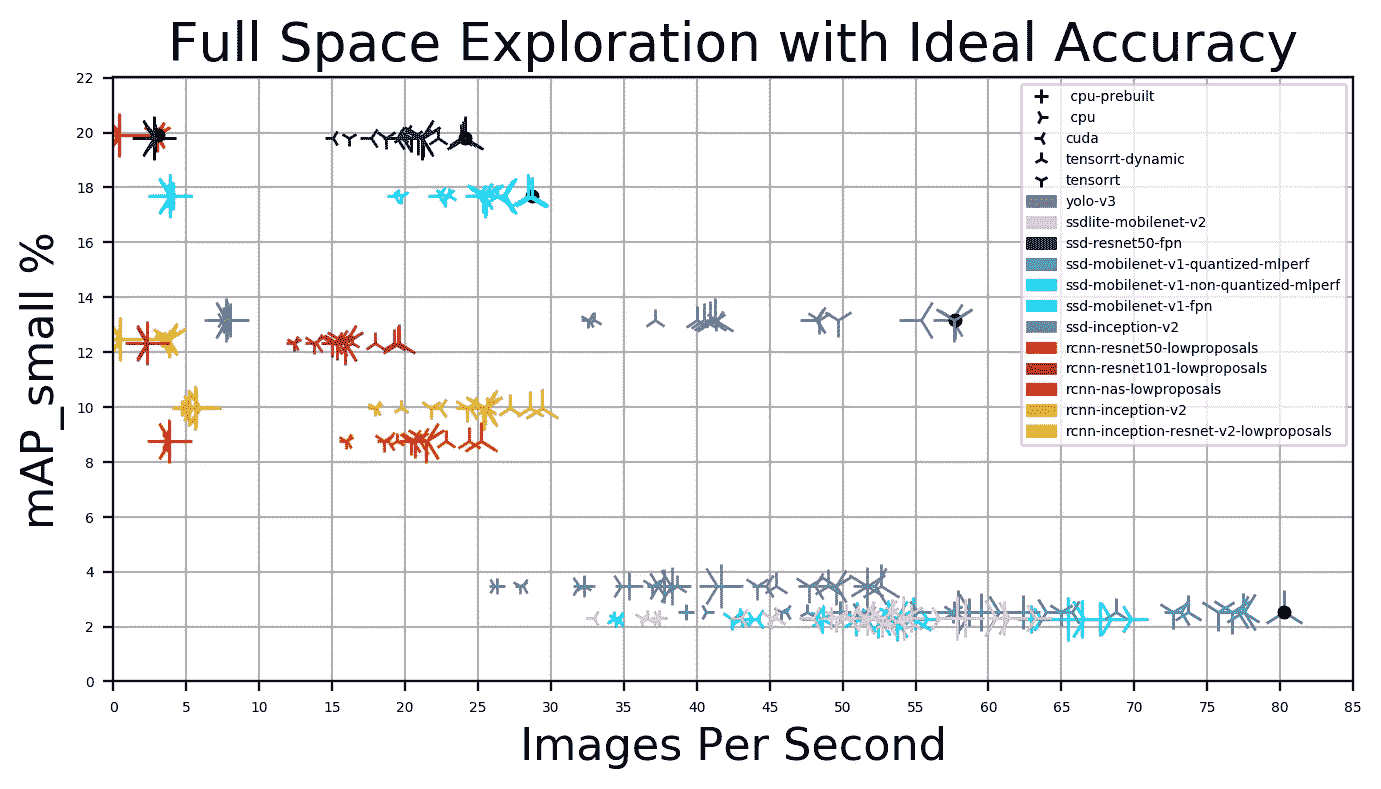 Full Space Exploration with Ideal Accuracy
22
20
18
16
14
12
10
8
6
4
2
0
mAP_small %
cpu-prebuilt
cpu
cuda
tensorrt-dynamic
tensorrt
yolo-v3
ssdlite-mobilenet-v2
ssd-resnet50-fpn
ssd-mobilenet-v1-quantized-mlperf
ssd-mobilenet-v1-non-quantized-mlperf
ssd-mobilenet-v1-fpn
ssd-inception-v2
rcnn-resnet50-lowproposals
rcnn-resnet101-lowproposals
rcnn-nas-lowproposals
rcnn-inception-v2
rcnn-inception-resnet-v2-lowproposals
0 5 10 15 20 25 30 35 40 45 50 55 60 65 70 75 80 85
Images Per Second